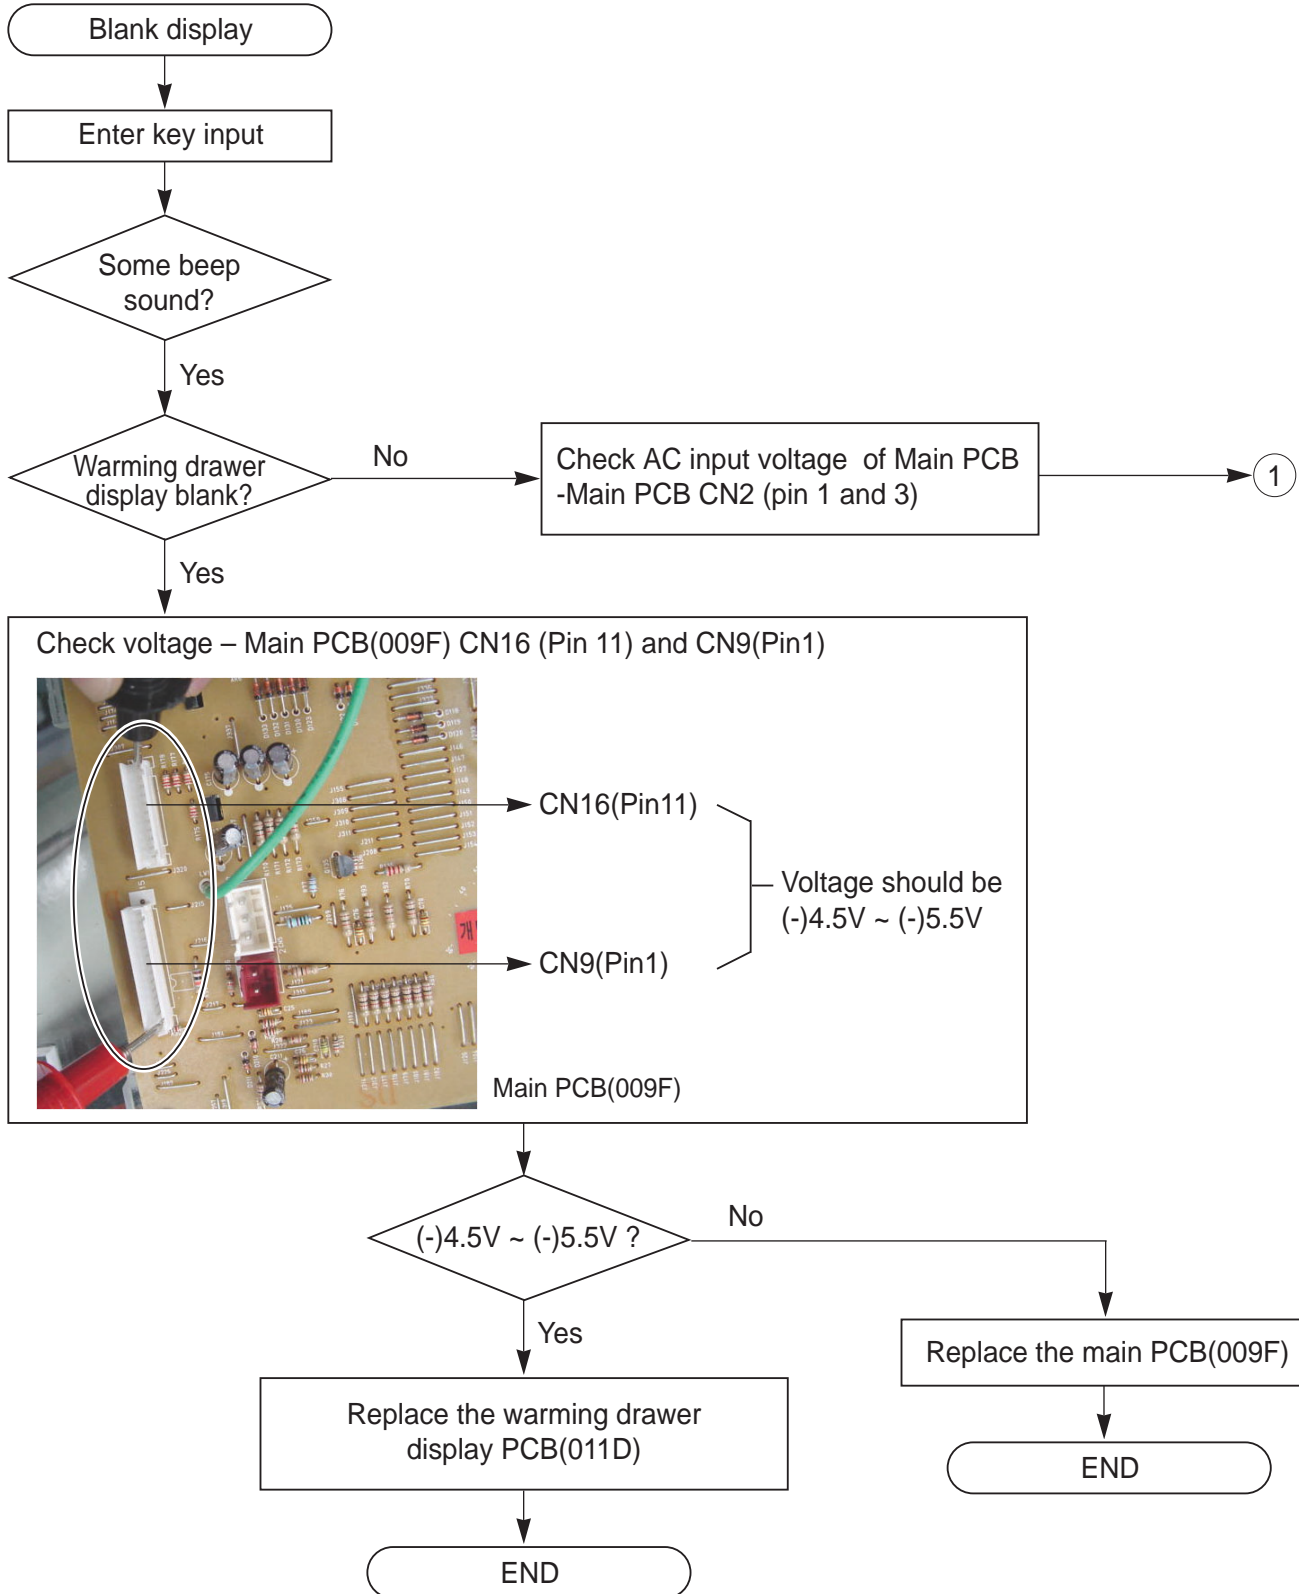 Blank display
Enter key input
Some beep
sound?
Yes
Warming drawer
display blank?
No
Check AC input voltage of Main PCB
-Main PCB CN2 (pin 1 and 3)
1
Yes
Check voltage – Main PCB(009F) CN16 (Pin 11) and CN9(Pin1)
CN16(Pin11)
Voltage should be
(-)4.5V ~ (-)5.5V
CN9(Pin1)
Main PCB(009F)
(-)4.5V ~ (-)5.5V ?
No
Yes
Replace the main PCB(009F)
END
Replace the warming drawer
display PCB(011D)
END